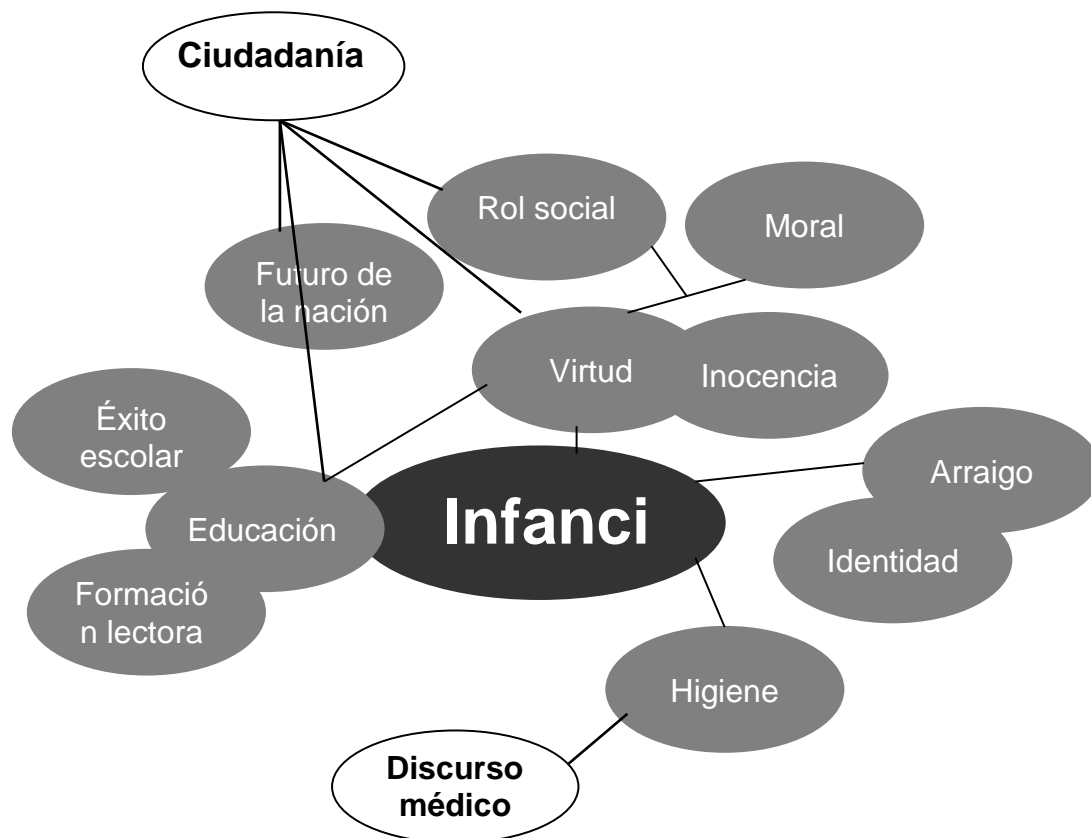 Ciudadanía
Rol social
Moral
Futuro de
la nación
Virtud
Inocencia
Éxito
escolar
Arraigo
Infanci
Educación
Identidad
Formació
n lectora
Higiene
Discurso
médico